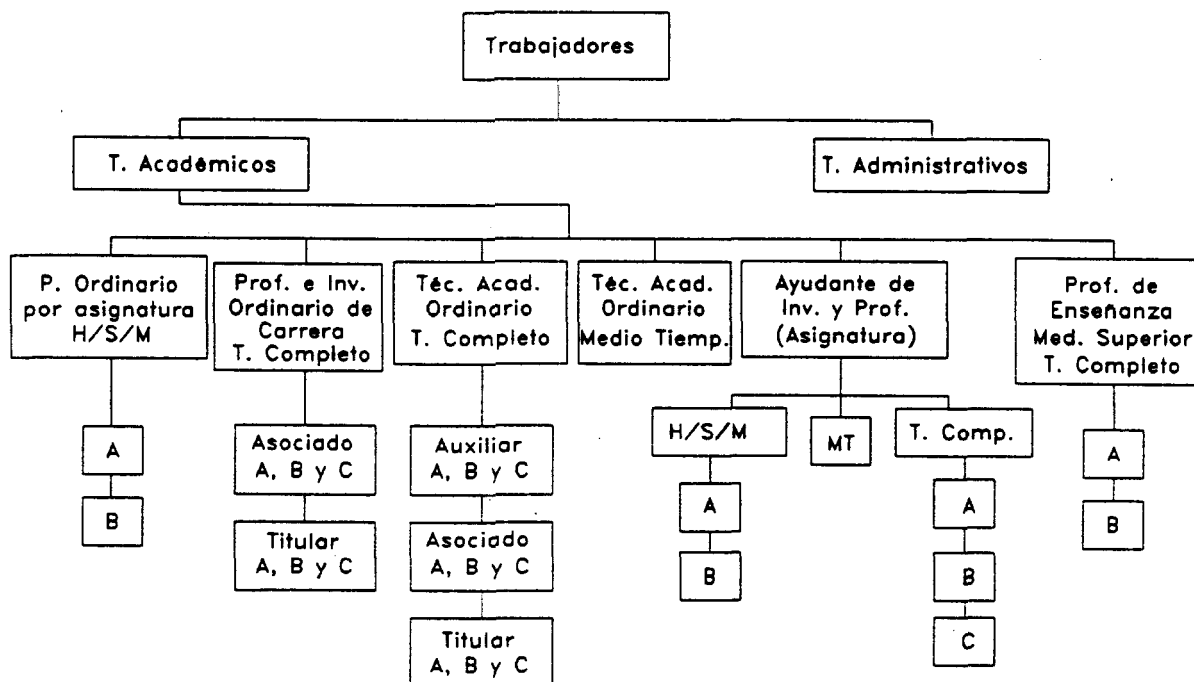 Trabajadores
T. Académicos
T. Administrativos
P. Ordinario
por asignatura
H/S/M
Prof. e Inv.
Ordinario de
Carrera
T. Completo
Téc. Acad.
Ordinario
T. Completo
Téc. Acad.
Ordinario
Medio Tiemp.
Ayudante de
Inv. y Prof.
(Asignatura)
Prof. de
Enseñanza
Med. Superior
T. Completo
A
B
Asociado
A, B y C
Titular
A, B y C
Auxiliar
A, B y C
Asociado
A, B y C
Titular
A, B y C
H/S/M
A
B
MT
T. Comp.
A
B
C
A
B